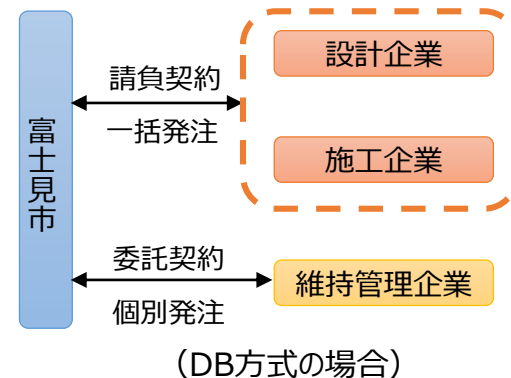 富士見市
請負契約
一括発注
設計企業
施工企業
委託契約
個別発注
維持管理企業
（DB方式の場合）